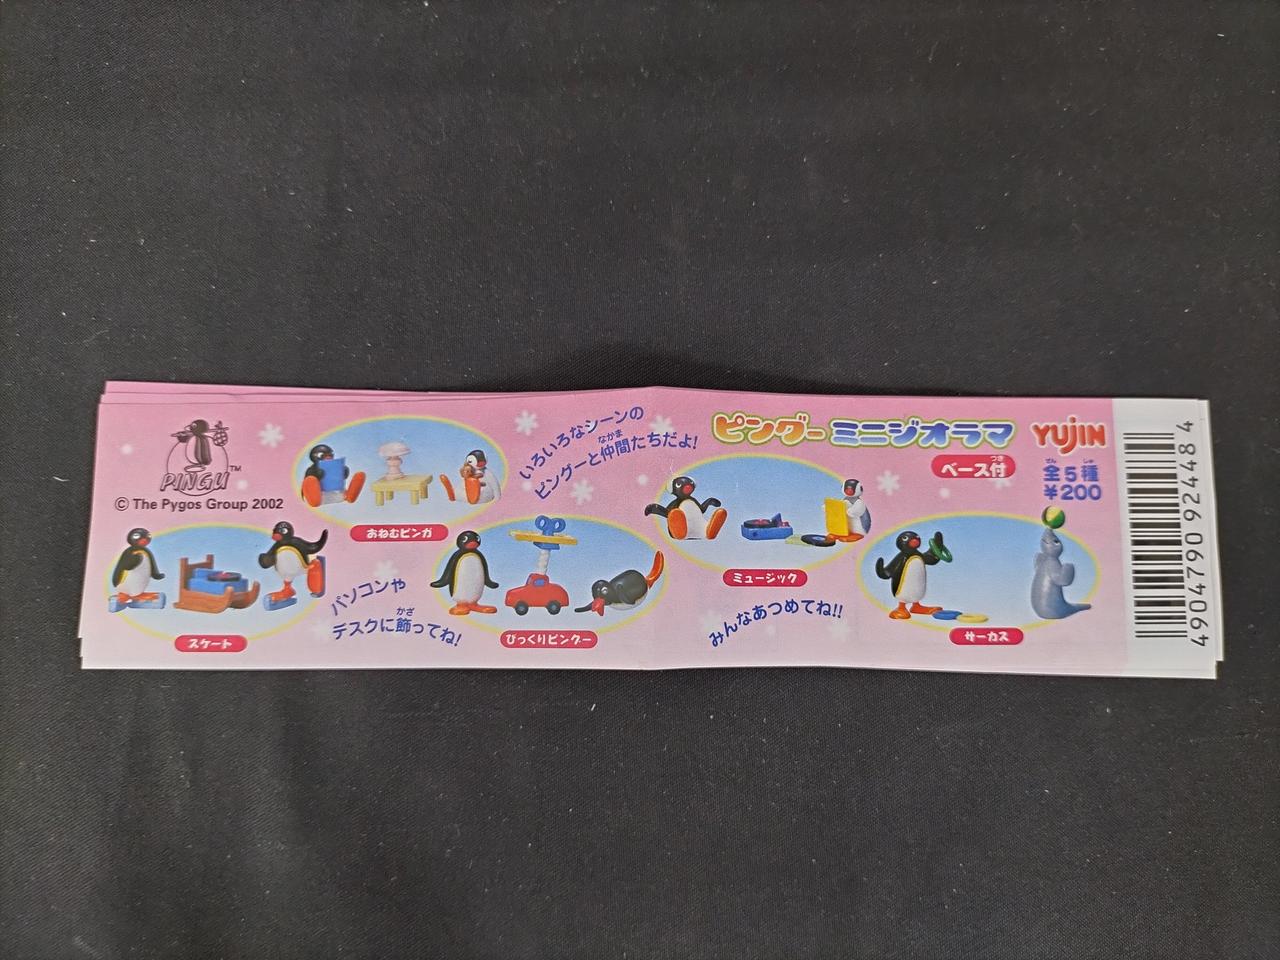 PINGU™
© The Pygos Group 2002
おねむピンガ
いろいろなシーンの
ピングーと仲間たちだよ!
なかま
ピングー ミニジオラマ
YUJIN
ベース付
つき
全5種
ぜん しゅ
¥200
スケート
パソコンや
デスクに飾ってね!
かざ
びっくりピングー
ミュージック
みんなあつめてね!!
サーカス
4904790924484